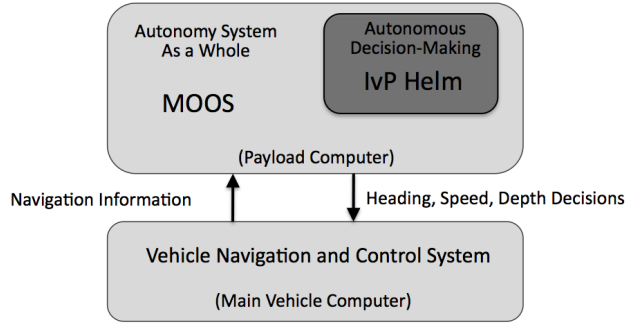 Autonomy System
As a Whole
MOOS
Autonomous
Decision-Making
IvP Helm
(Payload Computer)
Navigation Information
Heading, Speed, Depth Decisions
Vehicle Navigation and Control System
(Main Vehicle Computer)